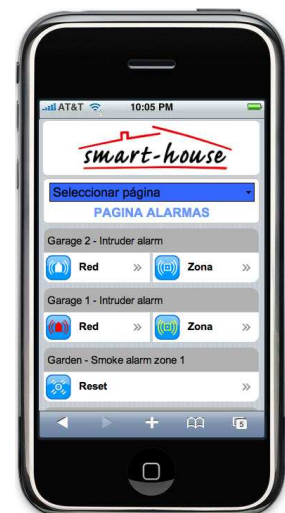 AT&T 10:05 PM
smart-house
Seleccionar página
PAGINA ALARMAS
Garage 2 - Intruder alarm
Red » Zona »
Garage 1 - Intruder alarm
Red » Zona »
Garden - Smoke alarm zone 1
Reset »
5